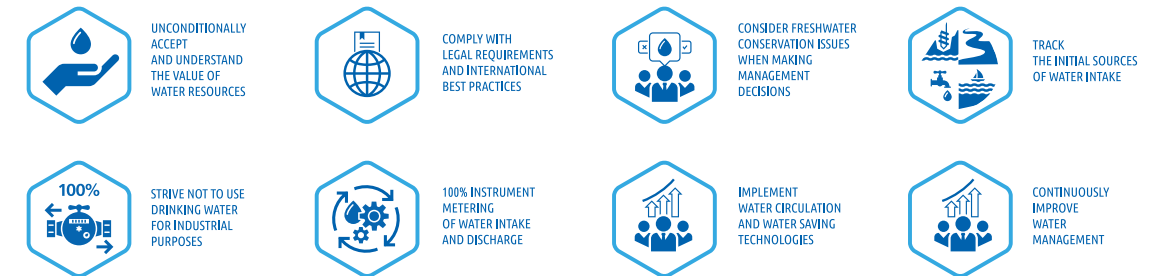 UNCONDITIONALLY
ACCEPT
AND UNDERSTAND
THE VALUE OF
WATER RESOURCES
COMPLY WITH
LEGAL REQUIREMENTS
AND INTERNATIONAL
BEST PRACTICES
CONSIDER FRESHWATER
CONSERVATION ISSUES
WHEN MAKING
MANAGEMENT
DECISIONS
TRACK
THE INITIAL SOURCES
OF WATER INTAKE
100%
STRIVE NOT TO USE
DRINKING WATER
FOR INDUSTRIAL
PURPOSES
100% INSTRUMENT
METERING
OF WATER INTAKE
AND DISCHARGE
IMPLEMENT
WATER CIRCULATION
AND WATER SAVING
TECHNOLOGIES
CONTINUOUSLY
IMPROVE
WATER
MANAGEMENT